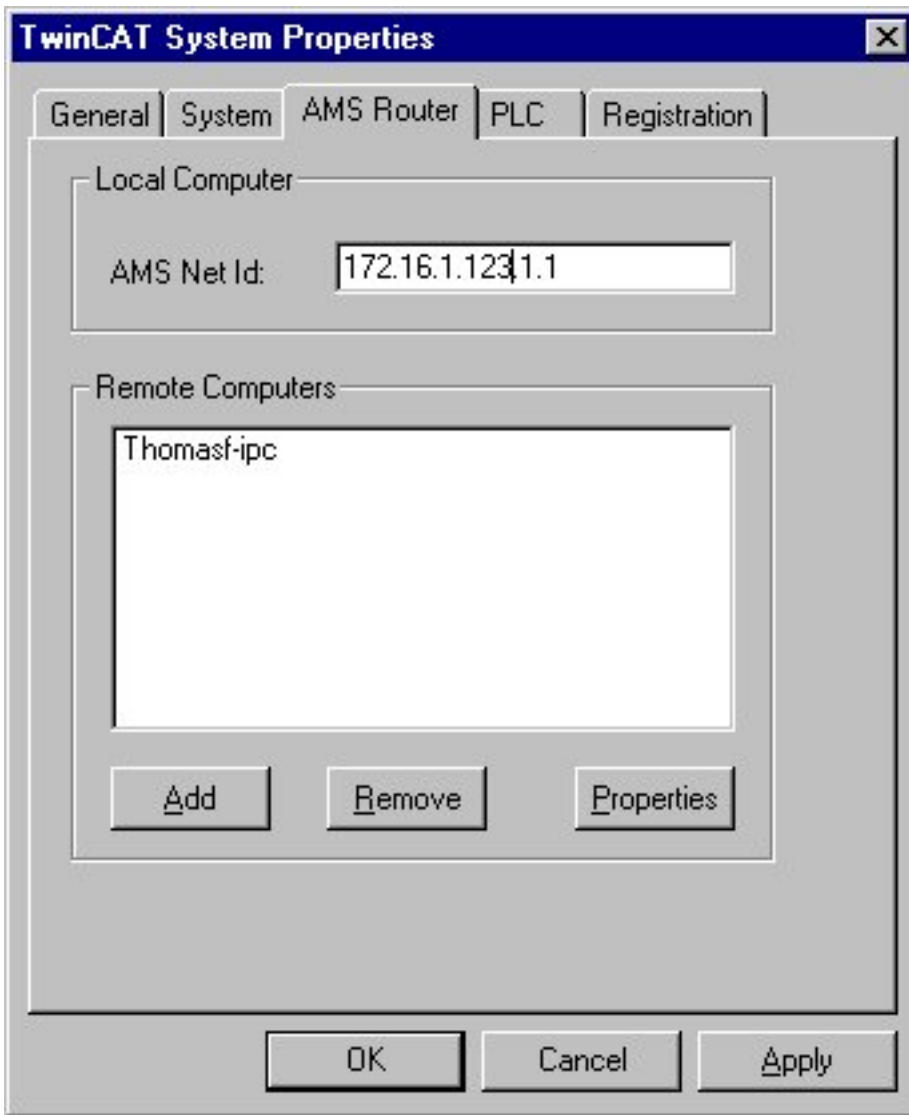 TwinCAT System Properties
General System AMS Router PLC Registration
Local Computer
AMS Net Id: 172.16.1.123.1.1
Remote Computers
Thomasf-ipc
Add Remove Properties
OK Cancel Apply